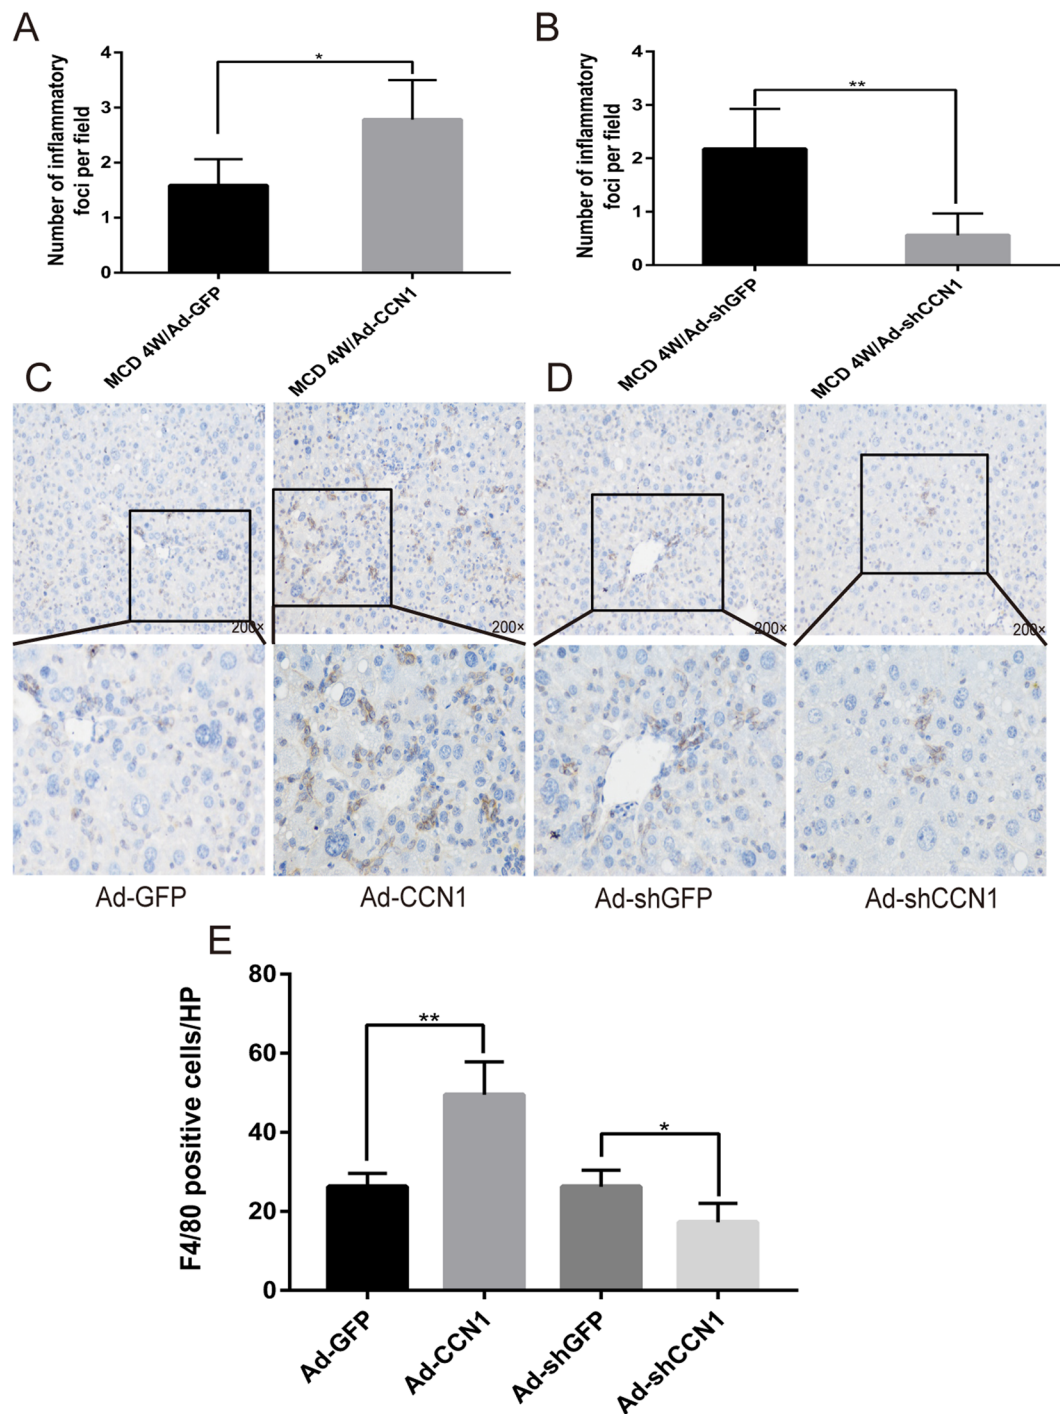 A
B
Number of inflammatory
foci per field
4
3
2
1
0
*
MCD 4W/Ad-GFP
MCD 4W/Ad-CCN1
Number of inflammatory
foci per field
4
3
2
1
0
**
MCD 4W/Ad-shGFP
MCD 4W/Ad-shCCN1
C
D
200×
200×
200×
200×
Ad-GFP
Ad-CCN1
Ad-shGFP
Ad-shCCN1
E
F4/80 positive cells/HP
80
60
40
20
0
**
*
Ad-GFP
Ad-CCN1
Ad-shGFP
Ad-shCCN1